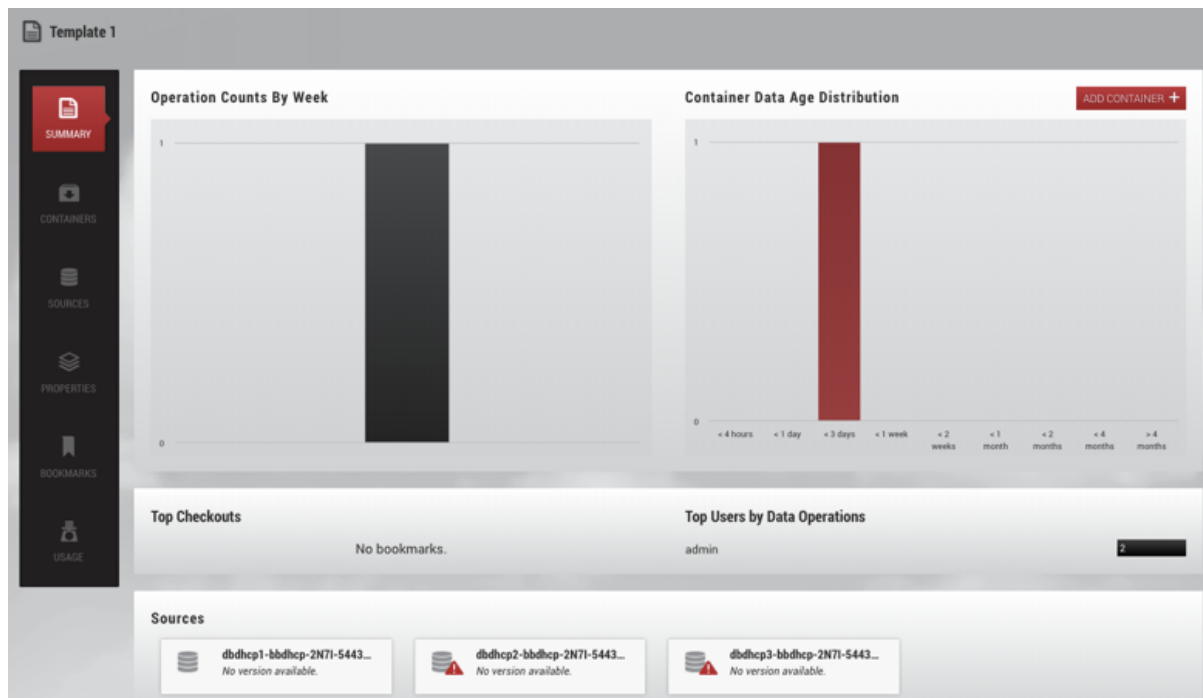 Template 1
SUMMARY
CONTAINERS
SOURCES
PROPERTIES
BOOKMARKS
USAGE
Operation Counts By Week
1
0
Container Data Age Distribution
ADD CONTAINER +
1
0
< 4 hours
< 1 day
< 3 days
< 1 week
< 2
weeks
< 1
month
< 2
months
< 4
months
> 4
months
Top Checkouts
No bookmarks.
Top Users by Data Operations
admin
2
Sources
dbdhcp1-bbdhcp-2N7I-5443...
No version available.
dbdhcp2-bbdhcp-2N7I-5443...
No version available.
dbdhcp3-bbdhcp-2N7I-5443...
No version available.